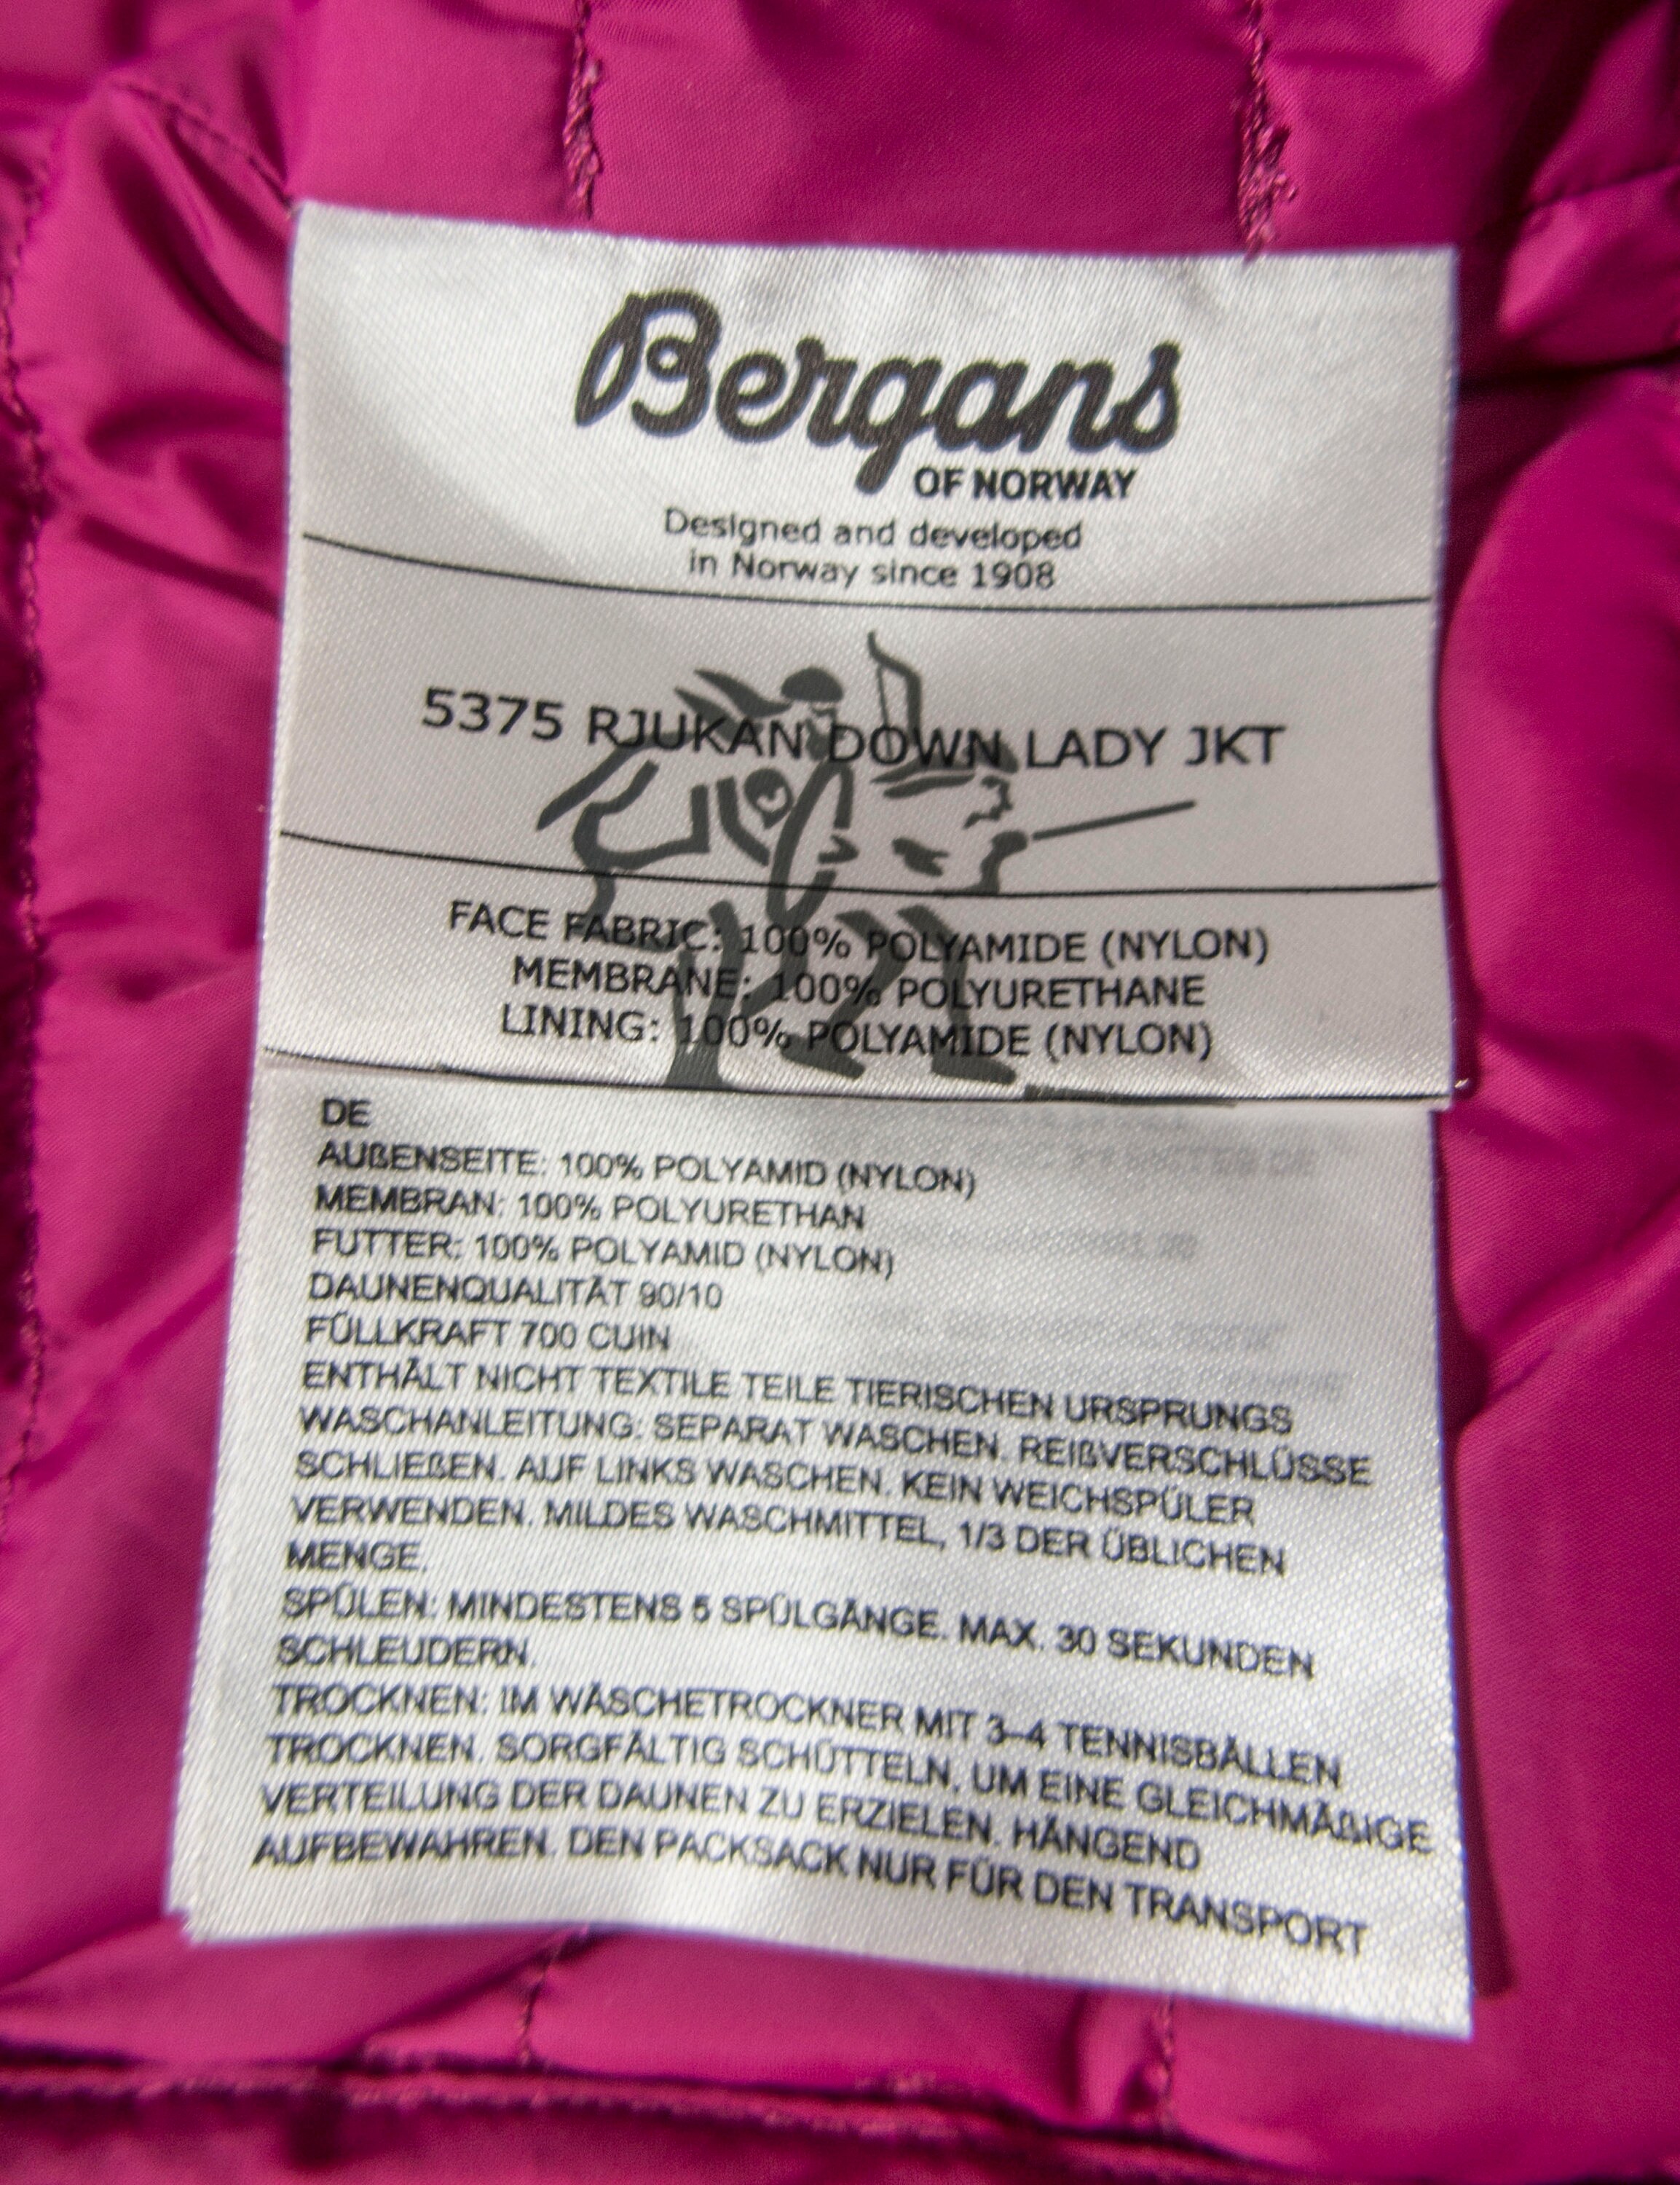 Bergans
OF NORWAY
Designed and developed
in Norway since 1908
5375 RJUKAN DOWN LADY JKT
FACE FABRIC: 100% POLYAMIDE (NYLON)
MEMBRANE: 100% POLYURETHANE
LINING: 100% POLYAMIDE (NYLON)
DE
AUßENSEITE: 100% POLYAMID (NYLON)
MEMBRAN: 100% POLYURETHAN
FUTTER: 100% POLYAMID (NYLON)
DAUNENQUALITÄT 90/10
FÜLLKRAFT 700 CUIN
ENTHÄLT NICHT TEXTILE TEILE TIERISCHEN URSPRUNGS
WASCHANLEITUNG: SEPARAT WASCHEN. REIßVERSCHLÜSSE
SCHLIEßEN. AUF LINKS WASCHEN. KEIN WEICHSPÜLER
VERWENDEN. MILDES WASCHMITTEL, 1/3 DER ÜBLICHEN
MENGE.
SPÜLEN: MINDESTENS 5 SPÜLGÄNGE. MAX. 30 SEKUNDEN
SCHLEUDERN.
TROCKNEN: IM WÄSCHETROCKNER MIT 3–4 TENNISBÄLLEN
TROCKNEN. SORGFÄLTIG SCHÜTTELN, UM EINE GLEICHMÄßIGE
VERTEILUNG DER DAUNEN ZU ERZIELEN. HÄNGEND
AUFBEWAHREN. DEN PACKSACK NUR FÜR DEN TRANSPORT